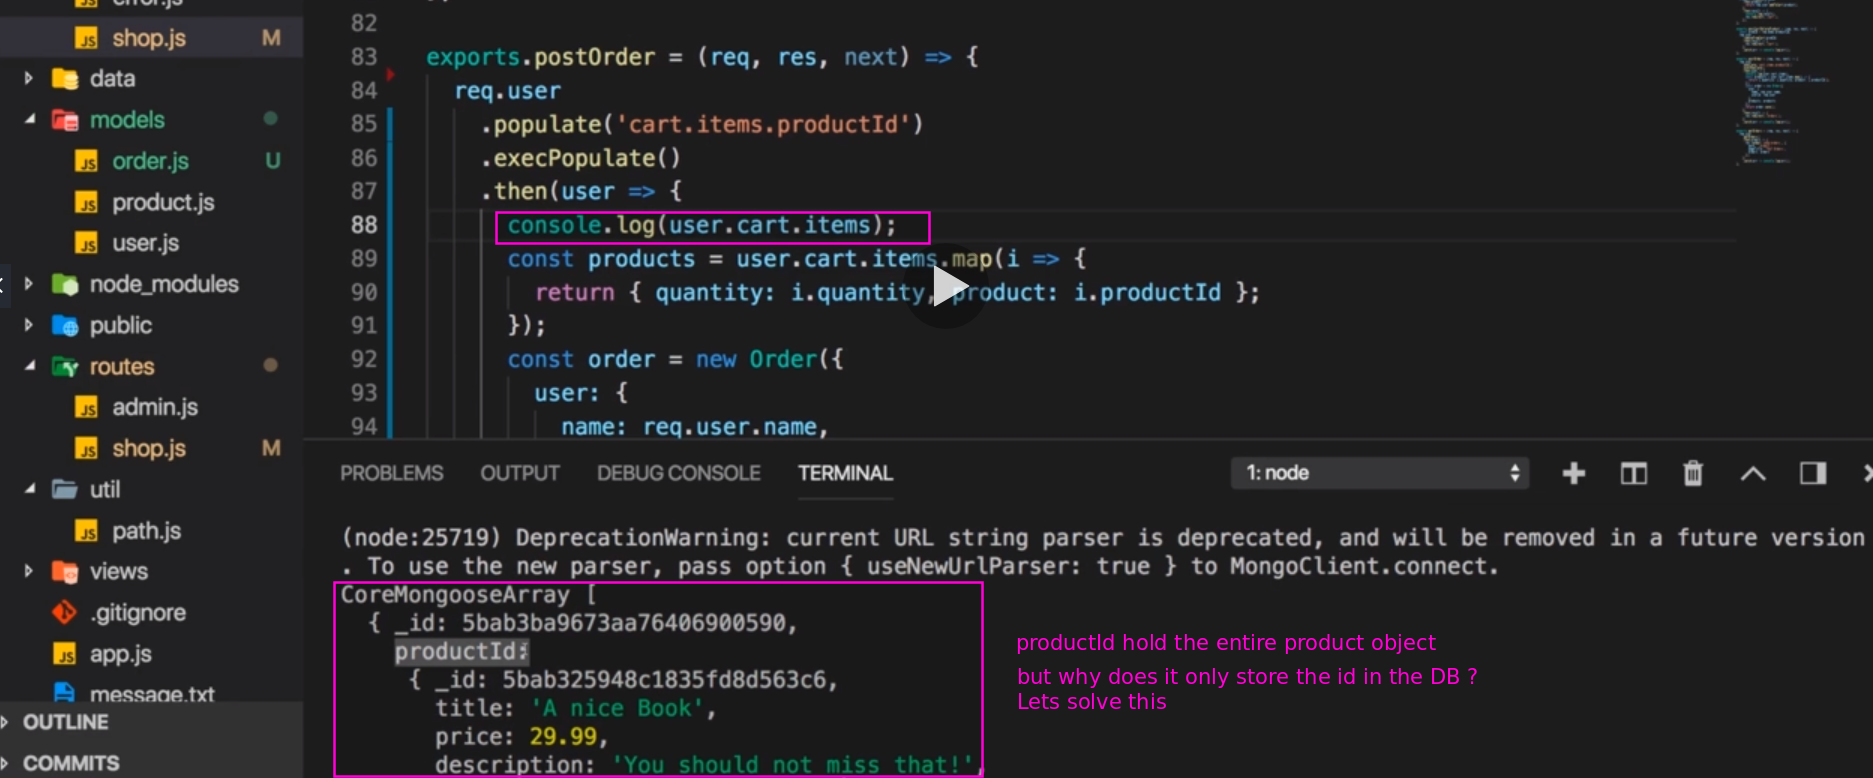 error.js
shop.js M
data
models
order.js U
product.js
user.js
node_modules
public
routes
admin.js
shop.js M
util
path.js
views
.gitignore
app.js
message.txt
OUTLINE
COMMITS
82
83 exports.postOrder = (req, res, next) => {
84 req.user
85 .populate('cart.items.productId')
86 .execPopulate()
87 .then(user => {
88 console.log(user.cart.items);
89 const products = user.cart.items.map(i => {
90 return { quantity: i.quantity, product: i.productId };
91 });
92 const order = new Order({
93 user: {
94 name: req.user.name,
PROBLEMS OUTPUT DEBUG CONSOLE TERMINAL 1: node
(node:25719) DeprecationWarning: current URL string parser is deprecated, and will be removed in a future version
. To use the new parser, pass option { useNewUrlParser: true } to MongoClient.connect.
CoreMongooseArray [
{ _id: 5bab3ba9673aa76406900590,
productId:
{ _id: 5bab325948c1835fd8d563c6,
title: 'A nice Book',
price: 29.99,
description: 'You should not miss that!',
productId hold the entire product object
but why does it only store the id in the DB ?
Lets solve this